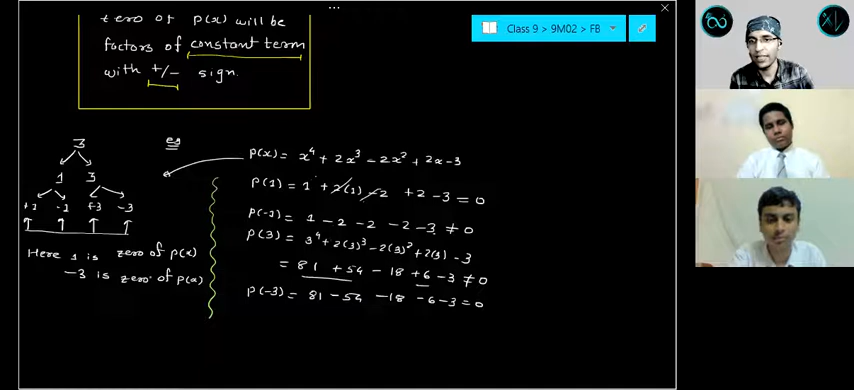 zero of P(x) will be
factors of constant term
with +/- sign.
Class 9 > 9M02 > FB
3
1 3
+1 -1 +3 -3
Here 1 is zero of P(x)
-3 is zero of P(x)
eg
P(x) = x⁴ + 2x³ - 2x² + 2x - 3
P(1) = 1 + 2(1) - 2 + 2 - 3 = 0
P(-1) = 1 - 2 - 2 - 2 - 3 ≠ 0
P(3) = 3⁴ + 2(3)³ - 2(3)² + 2(3) - 3
= 81 + 54 - 18 + 6 - 3 ≠ 0
P(-3) = 81 - 54 - 18 - 6 - 3 = 0